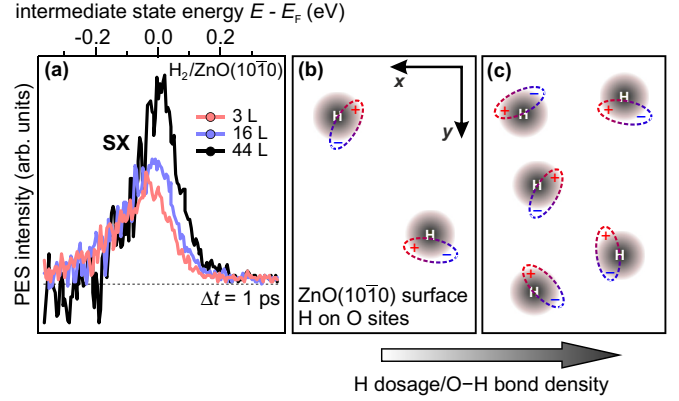 intermediate state energy E - E_F (eV)
-0.2 0.0 0.2
(a) H₂/ZnO(101̅0)
3 L
16 L
44 L
SX
Δt = 1 ps
PES intensity (arb. units)
(b) x
y
H + −
H + −
ZnO(101̅0) surface
H on O sites
(c)
H + −
H + −
H + −
H + −
H + −
H dosage/O−H bond density